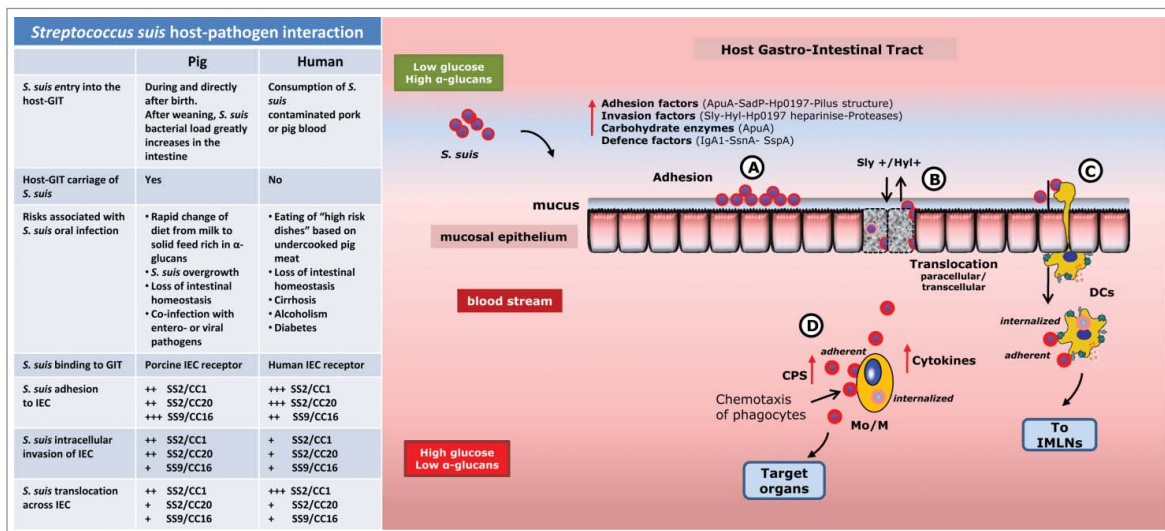 Streptococcus suis host-pathogen interaction
Pig
Human
S. suis entry into the
host-GIT
During and directly
after birth.
After weaning, S. suis
bacterial load greatly
increases in the
intestine
Consumption of S.
suis
contaminated pork
or pig blood
Host-GIT carriage of
S. suis
Yes
No
Risks associated with
S. suis oral infection
• Rapid change of
diet from milk to
solid feed rich in α-
glucans
• S. suis overgrowth
• Loss of intestinal
homeostasis
• Co-infection with
entero- or viral
pathogens
• Eating of “high risk
dishes” based on
undercooked pig
meat
• Loss of intestinal
homeostasis
• Cirrhosis
• Alcoholism
• Diabetes
S. suis binding to GIT
Porcine IEC receptor
Human IEC receptor
S. suis adhesion
to IEC
++ SS2/CC1
++ SS2/CC20
+++ SS9/CC16
+++ SS2/CC1
+++ SS2/CC20
++ SS9/CC16
S. suis intracellular
invasion of IEC
++ SS2/CC1
++ SS2/CC20
+ SS9/CC16
+ SS2/CC1
+ SS2/CC20
+ SS9/CC16
S. suis translocation
across IEC
++ SS2/CC1
+ SS2/CC20
+ SS9/CC16
+++ SS2/CC1
+ SS2/CC20
+ SS9/CC16
Host Gastro-Intestinal Tract
Low glucose
High α-glucans
S. suis
Adhesion factors (ApuA-SadP-Hp0197-Pilus structure)
Invasion factors (Sly-Hyl-Hp0197 heparinise-Proteases)
Carbohydrate enzymes (ApuA)
Defence factors (IgA1-SsnA- SspA)
A
Adhesion
Sly +/Hyl+
B
C
mucus
mucosal epithelium
Translocation
paracellular/
transcellular
DCs
blood stream
internalized
adherent
To
IMLNs
D
adherent
CPS
Cytokines
Chemotaxis
of phagocytes
internalized
Mo/M
High glucose
Low α-glucans
Target
organs